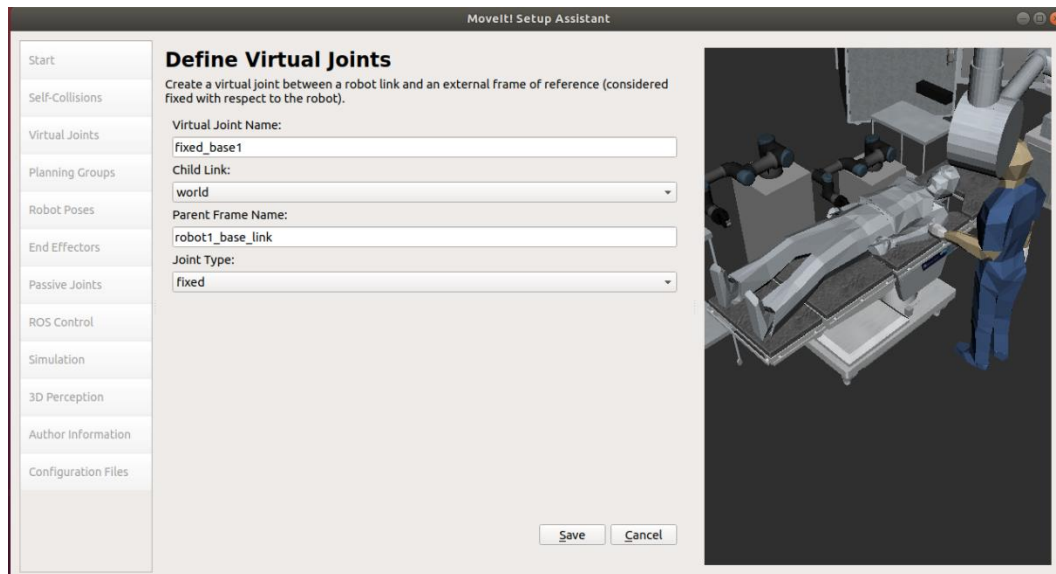 MoveIt! Setup Assistant
Start
Self-Collisions
Virtual Joints
Planning Groups
Robot Poses
End Effectors
Passive Joints
ROS Control
Simulation
3D Perception
Author Information
Configuration Files
Define Virtual Joints
Create a virtual joint between a robot link and an external frame of reference (considered
fixed with respect to the robot).
Virtual Joint Name:
fixed_base1
Child Link:
world
Parent Frame Name:
robot1_base_link
Joint Type:
fixed
Save Cancel